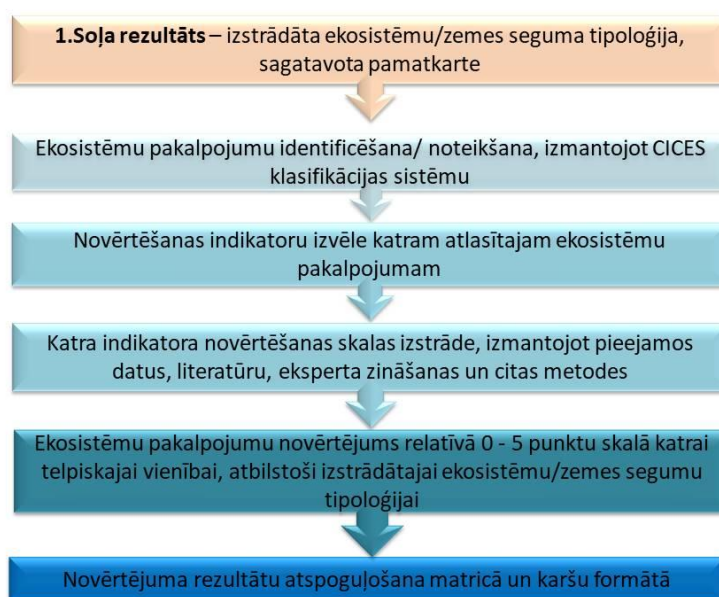 1.Soļa rezultāts – izstrādāta ekosistēmu/zemes seguma tipoloģija,
sagatavota pamatkarte
Ekosistēmu pakalpojumu identificēšana/ noteikšana, izmantojot CICES
klasifikācijas sistēmu
Novērtēšanas indikatoru izvēle katram atlasītajam ekosistēmu
pakalpojumam
Katra indikatora novērtēšanas skalas izstrāde, izmantojot pieejamos
datus, literatūru, eksperta zināšanas un citas metodes
Ekosistēmu pakalpojumu novērtējums relatīvā 0 - 5 punktu skalā katrai
telpiskajai vienībai, atbilstoši izstrādātajai ekosistēmu/zemes segumu
tipoloģijai
Novērtējuma rezultātu atspoguļošana matricā un karšu formātā